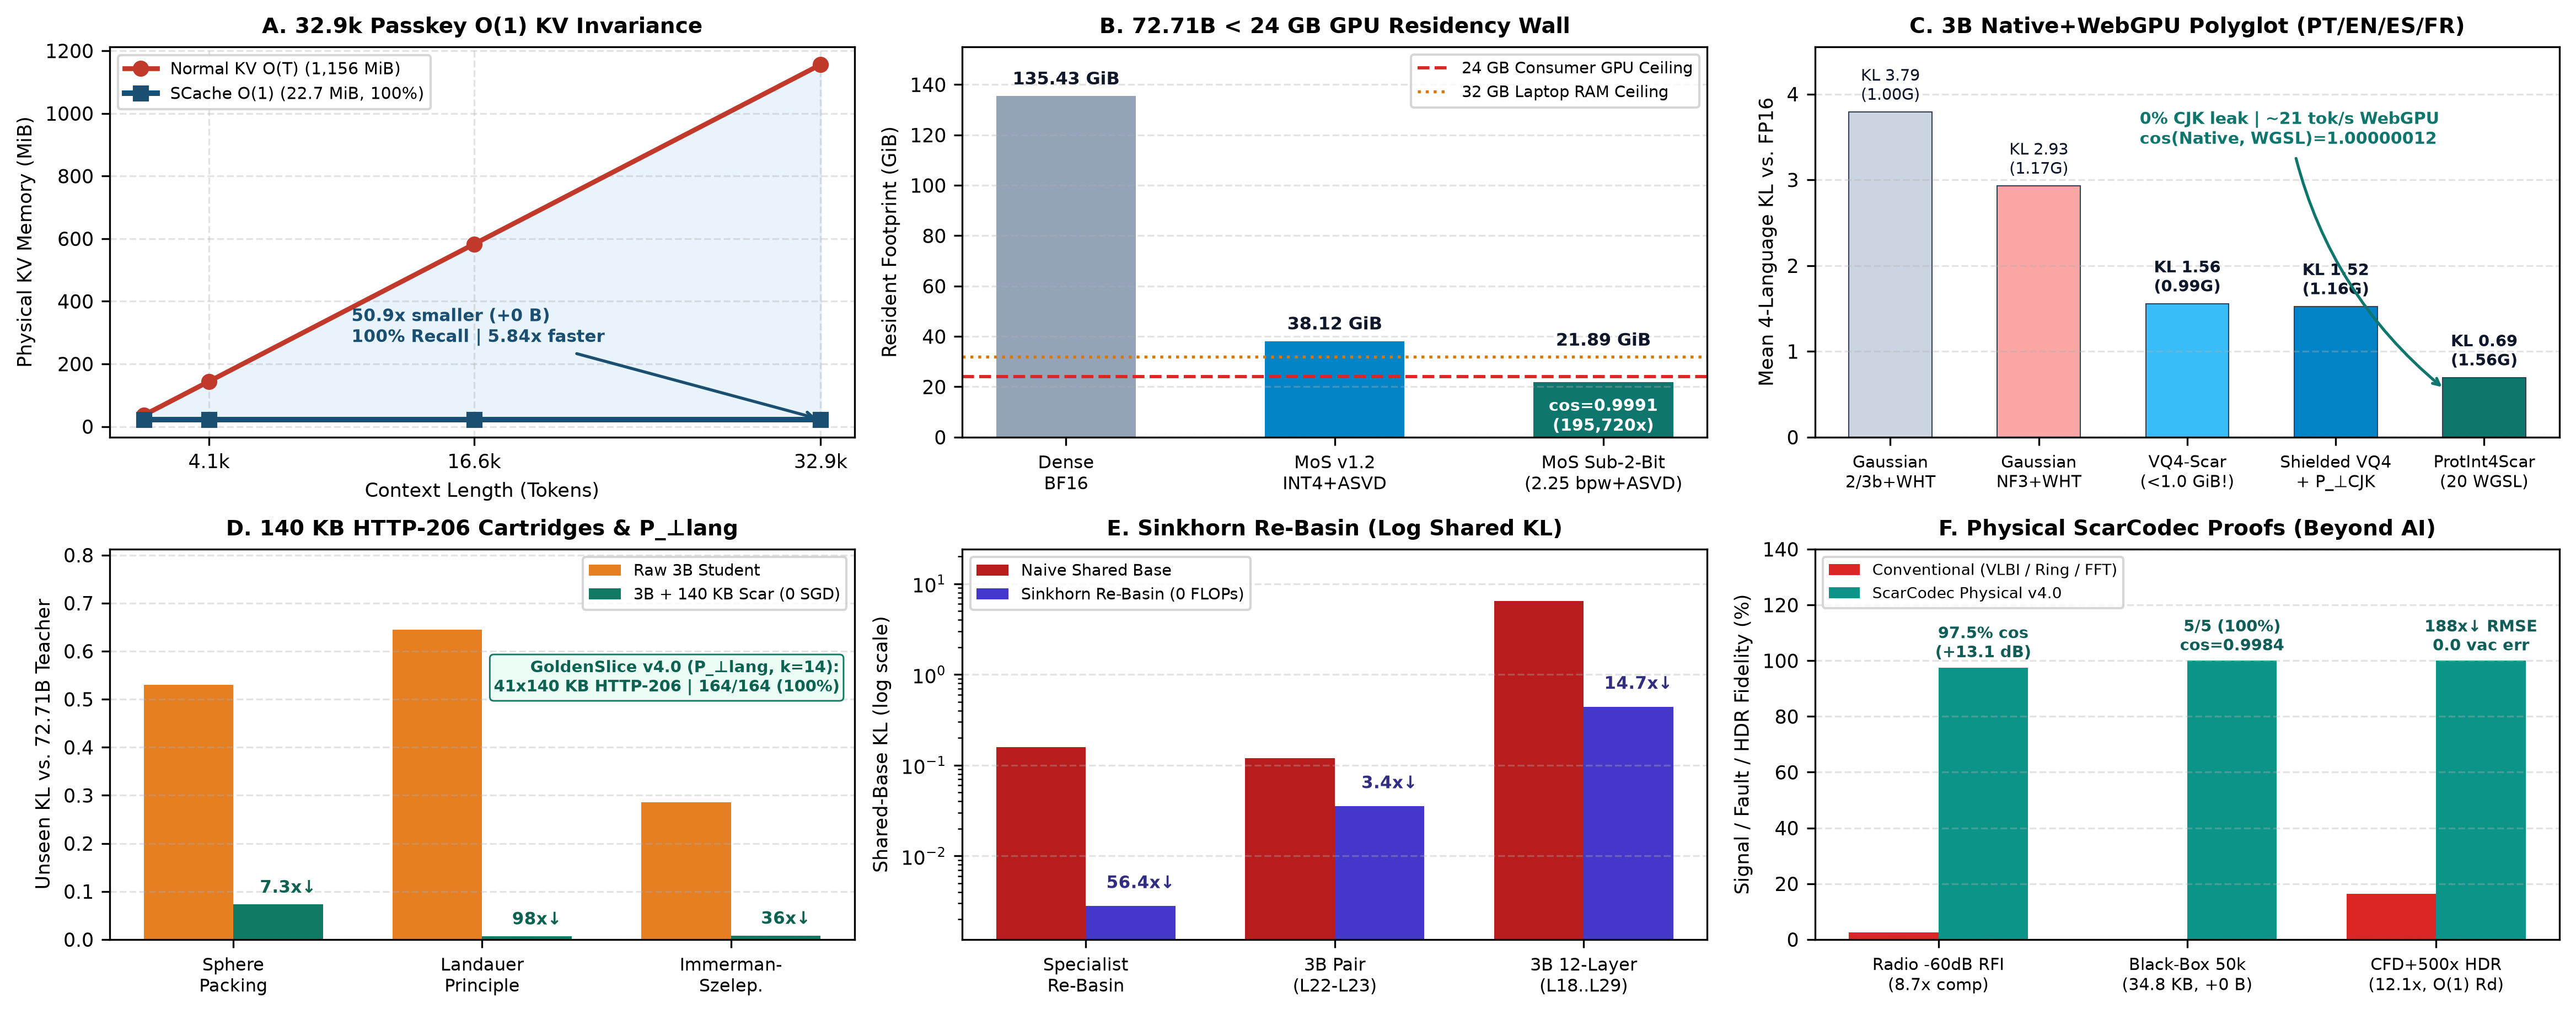 A. 32.9k Passkey O(1) KV Invariance
Physical KV Memory (MiB)
1200
1000
800
600
400
200
0
Normal KV O(T) (1,156 MiB)
SCache O(1) (22.7 MiB, 100%)
50.9x smaller (+0 B)
100% Recall | 5.84x faster
4.1k
16.6k
32.9k
Context Length (Tokens)
B. 72.71B < 24 GB GPU Residency Wall
Resident Footprint (GiB)
140
120
100
80
60
40
20
0
24 GB Consumer GPU Ceiling
32 GB Laptop RAM Ceiling
135.43 GiB
38.12 GiB
21.89 GiB
cos=0.9991
(195,720x)
Dense
BF16
MoS v1.2
INT4+ASVD
MoS Sub-2-Bit
(2.25 bpw+ASVD)
C. 3B Native+WebGPU Polyglot (PT/EN/ES/FR)
Mean 4-Language KL vs. FP16
4
3
2
1
0
KL 3.79
(1.00G)
KL 2.93
(1.17G)
KL 1.56
(0.99G)
KL 1.52
(1.16G)
KL 0.69
(1.56G)
0% CJK leak | ~21 tok/s WebGPU
cos(Native, WGSL)=1.00000012
Gaussian
2/3b+WHT
Gaussian
NF3+WHT
VQ4-Scar
(<1.0 GiB!)
Shielded VQ4
+ P_⊥CJK
ProtInt4Scar
(20 WGSL)
D. 140 KB HTTP-206 Cartridges & P_⊥lang
Unseen KL vs. 72.71B Teacher
0.8
0.7
0.6
0.5
0.4
0.3
0.2
0.1
0.0
Raw 3B Student
3B + 140 KB Scar (0 SGD)
GoldenSlice v4.0 (P_⊥lang, k=14):
41x140 KB HTTP-206 | 164/164 (100%)
7.3x↓
98x↓
36x↓
Sphere
Packing
Landauer
Principle
Immerman-
Szelep.
E. Sinkhorn Re-Basin (Log Shared KL)
Shared-Base KL (log scale)
10¹
10⁰
10⁻¹
10⁻²
Naive Shared Base
Sinkhorn Re-Basin (0 FLOPs)
56.4x↓
3.4x↓
14.7x↓
Specialist
Re-Basin
3B Pair
(L22-L23)
3B 12-Layer
(L18..L29)
F. Physical ScarCodec Proofs (Beyond AI)
Signal / Fault / HDR Fidelity (%)
140
120
100
80
60
40
20
0
Conventional (VLBI / Ring / FFT)
ScarCodec Physical v4.0
97.5% cos
(+13.1 dB)
5/5 (100%)
cos=0.9984
188x↓ RMSE
0.0 vac err
Radio -60dB RFI
(8.7x comp)
Black-Box 50k
(34.8 KB, +0 B)
CFD+500x HDR
(12.1x, O(1) Rd)